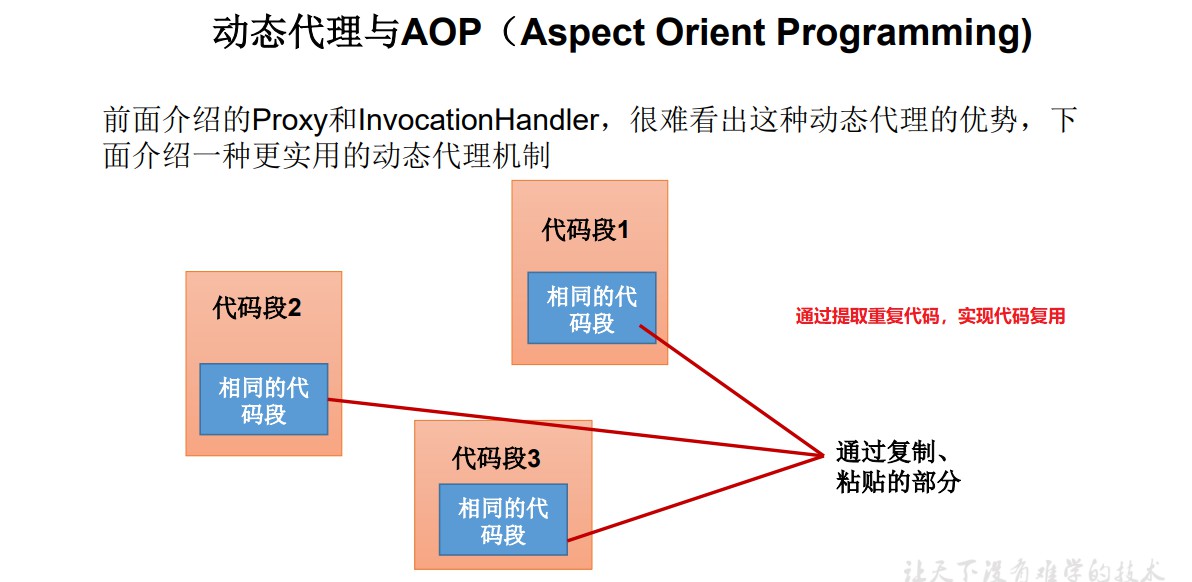 动态代理与AOP（Aspect Orient Programming)
前面介绍的Proxy和InvocationHandler，很难看出这种动态代理的优势，下
面介绍一种更实用的动态代理机制
代码段1
相同的代
码段
代码段2
相同的代
码段
通过提取重复代码，实现代码复用
代码段3
相同的代
码段
通过复制、
粘贴的部分
让天下没有难学的技术